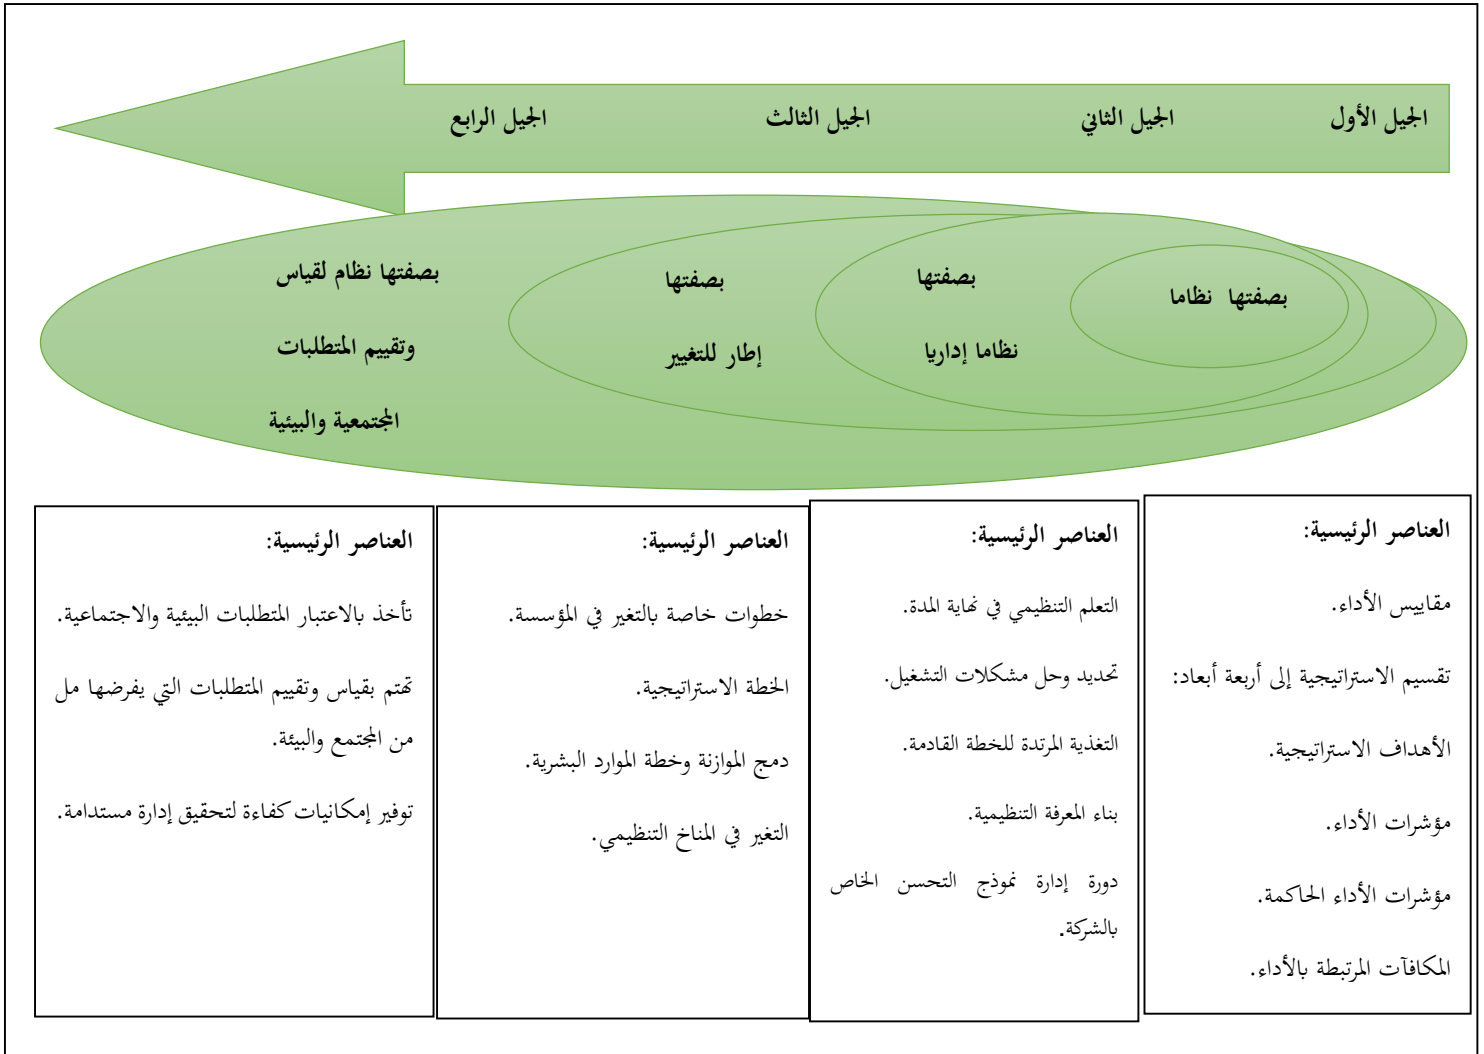 الجيل الأول
الجيل الثاني
الجيل الثالث
الجيل الرابع
بصفتها نظاما
بصفتها
نظاما إداريا
بصفتها
إطار للتغيير
بصفتها نظام لقياس
وتقييم المتطلبات
المجتمعية والبيئية
العناصر الرئيسية:
مقاييس الأداء.
تقسيم الاستراتيجية إلى أربعة أبعاد:
الأهداف الاستراتيجية.
مؤشرات الأداء.
مؤشرات الأداء الحاكمة.
المكافآت المرتبطة بالأداء.
العناصر الرئيسية:
التعلم التنظيمي في نهاية المدة.
تحديد وحل مشكلات التشغيل.
التغذية المرتدة للخطة القادمة.
بناء المعرفة التنظيمية.
دورة إدارة نموذج التحسن الخاص
بالشركة.
العناصر الرئيسية:
خطوات خاصة بالتغير في المؤسسة.
الخطة الاستراتيجية.
دمج الموازنة وخطة الموارد البشرية.
التغر في المناخ التنظيمي.
العناصر الرئيسية:
تأخذ بالاعتبار المتطلبات البيئية والاجتماعية.
تهتم بقياس وتقييم المتطلبات التي يفرضها مل
من المجتمع والبيئة.
توفير إمكانيات كفاءة لتحقيق إدارة مستدامة.